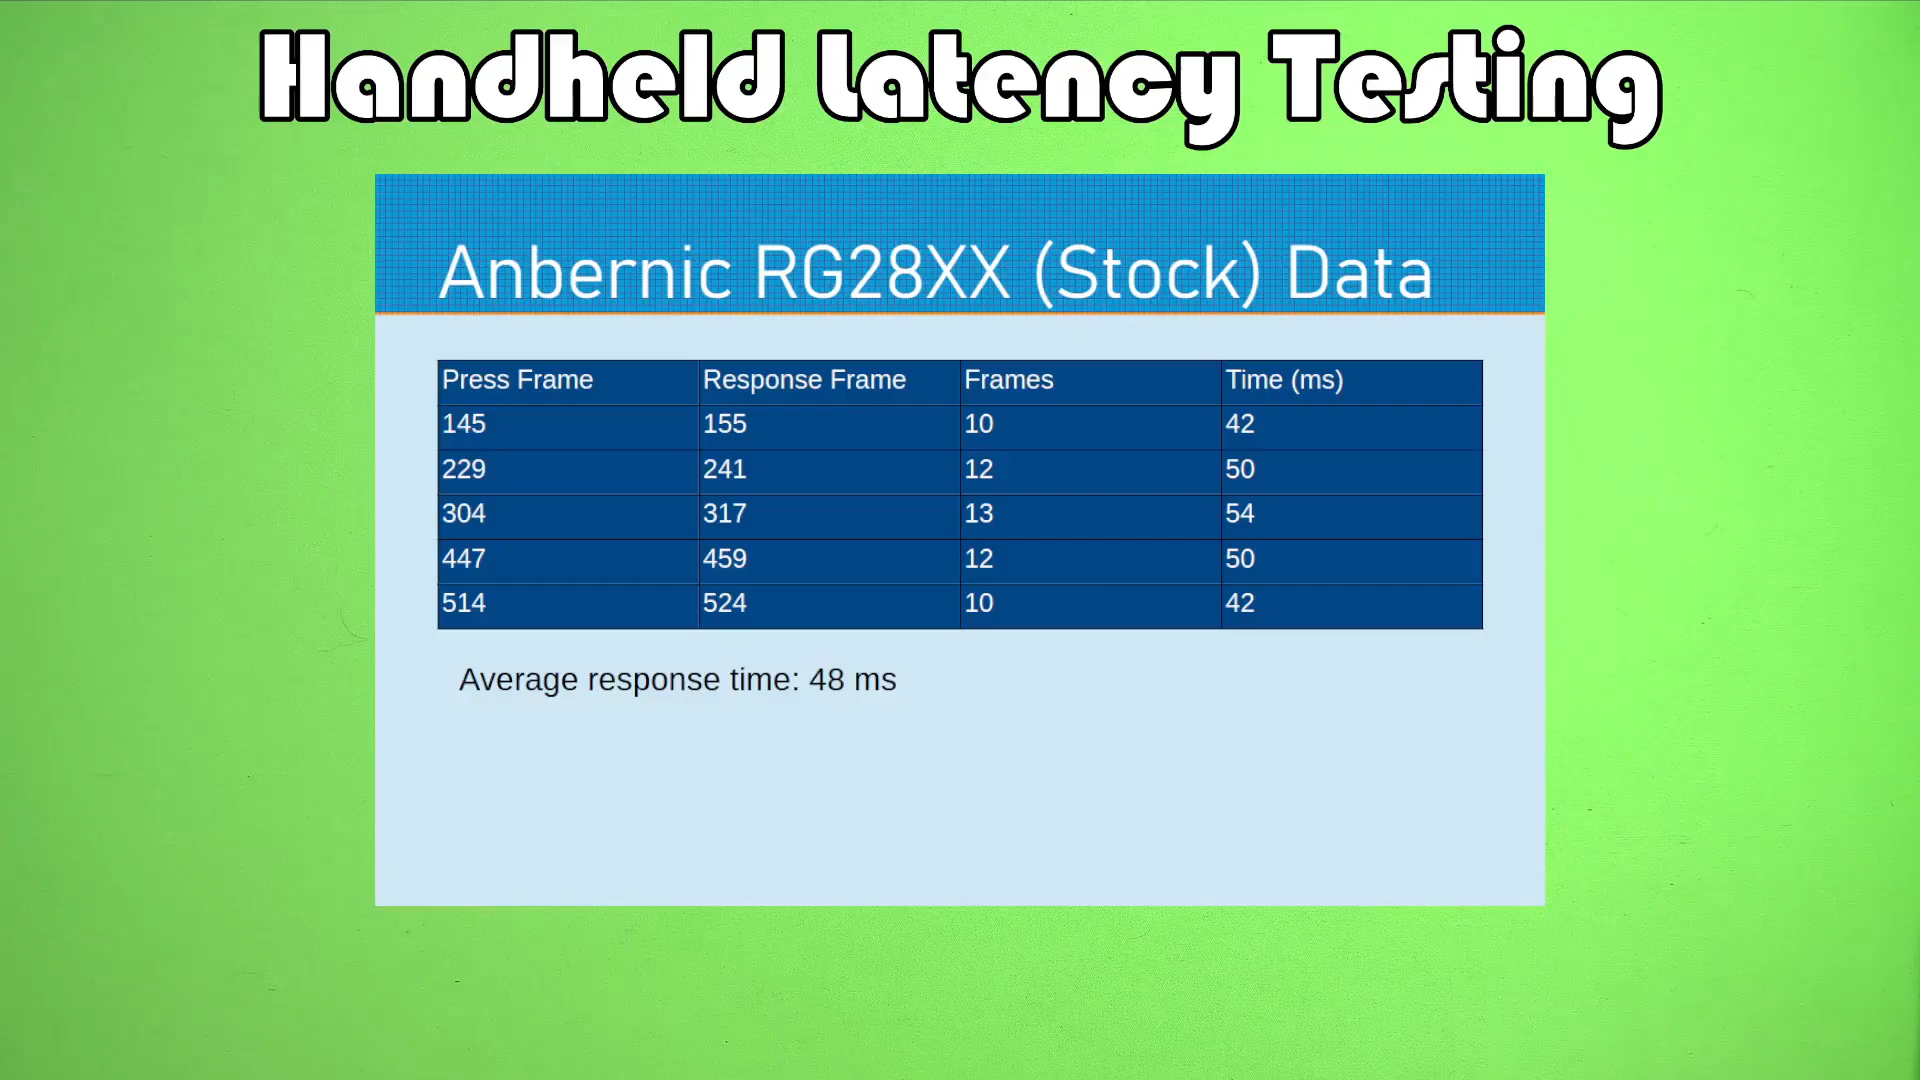 Handheld Latency Testing
Anbernic RG28XX (Stock) Data
Press Frame Response Frame Frames Time (ms)
145 155 10 42
229 241 12 50
304 317 13 54
447 459 12 50
514 524 10 42
Average response time: 48 ms